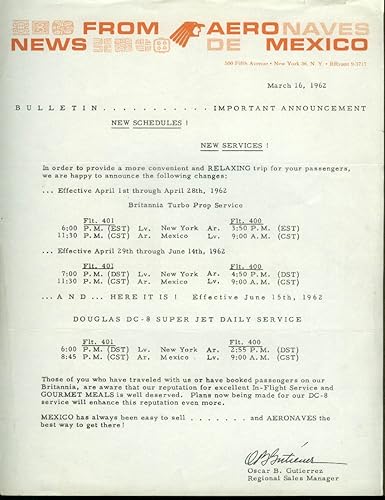 NEWS FROM AERONAVES DE MEXICO
500 Fifth Avenue • New York 36, N. Y. • BRyant 9-3717
March 16, 1962
BULLETIN . . . . . . . . . . . IMPORTANT ANNOUNCEMENT
NEW SCHEDULES !
NEW SERVICES !
In order to provide a more convenient and RELAXING trip for your passengers,
we are happy to announce the following changes:
... Effective April 1st through April 28th, 1962
Britannia Turbo Prop Service
Flt. 401 Flt. 400
6:00 P.M. (EST) Lv. New York Ar. 3:50 P.M. (EST)
11:30 P.M. (CST) Ar. Mexico Lv. 9:00 A.M. (CST)
... Effective April 29th through June 14th, 1962
Flt. 401 Flt. 400
7:00 P.M. (DST) Lv. New York Ar. 4:50 P.M. (DST)
11:30 P.M. (CST) Ar. Mexico Lv. 9:00 A.M. (CST)
... A N D ... HERE IT IS ! Effective June 15th, 1962
DOUGLAS DC-8 SUPER JET DAILY SERVICE
Flt. 401 Flt. 400
6:00 P.M. (DST) Lv. New York Ar. 2:55 P.M. (DST)
8:45 P.M. (CST) Ar. Mexico Lv. 9:00 A.M. (CST)
Those of you who have traveled with us or have booked passengers on our
Britannia, are aware that our reputation for excellent In-Flight Service and
GOURMET MEALS is well deserved. Plans now being made for our DC-8
service will enhance this reputation even more.
MEXICO has always been easy to sell . . . . . . . and AERONAVES the
best way to get there!
OBGutierrez
Oscar B. Gutierrez
Regional Sales Manager